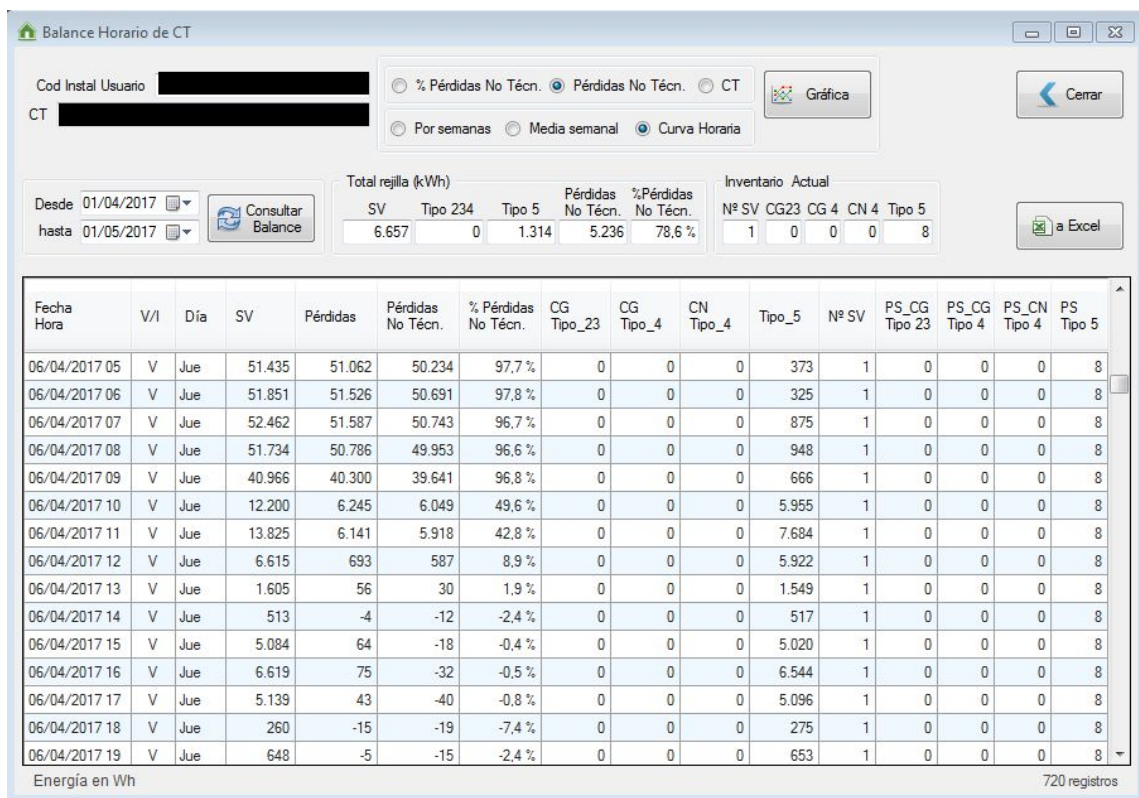 Balance Horario de CT
Cod Instal Usuario
CT
% Pérdidas No Técn. Pérdidas No Técn. CT
Por semanas Media semanal Curva Horaria
Gráfica
Cerrar
Desde 01/04/2017
hasta 01/05/2017
Consultar Balance
Total rejilla (kWh)
SV Tipo 234 Tipo 5 Pérdidas No Técn. %Pérdidas No Técn.
6.657 0 1.314 5.236 78,6 %
Inventario Actual
Nº SV CG23 CG 4 CN 4 Tipo 5
1 0 0 0 8
a Excel
Fecha Hora V/I Día SV Pérdidas Pérdidas No Técn. % Pérdidas No Técn. CG Tipo_23 CG Tipo_4 CN Tipo_4 Tipo_5 Nº SV PS_CG Tipo 23 PS_CG Tipo 4 PS_CN Tipo 4 PS Tipo 5
06/04/2017 05 V Jue 51.435 51.062 50.234 97,7 % 0 0 0 373 1 0 0 0 8
06/04/2017 06 V Jue 51.851 51.526 50.691 97,8 % 0 0 0 325 1 0 0 0 8
06/04/2017 07 V Jue 52.462 51.587 50.743 96,7 % 0 0 0 875 1 0 0 0 8
06/04/2017 08 V Jue 51.734 50.786 49.953 96,6 % 0 0 0 948 1 0 0 0 8
06/04/2017 09 V Jue 40.966 40.300 39.641 96,8 % 0 0 0 666 1 0 0 0 8
06/04/2017 10 V Jue 12.200 6.245 6.049 49,6 % 0 0 0 5.955 1 0 0 0 8
06/04/2017 11 V Jue 13.825 6.141 5.918 42,8 % 0 0 0 7.684 1 0 0 0 8
06/04/2017 12 V Jue 6.615 693 587 8,9 % 0 0 0 5.922 1 0 0 0 8
06/04/2017 13 V Jue 1.605 56 30 1,9 % 0 0 0 1.549 1 0 0 0 8
06/04/2017 14 V Jue 513 -4 -12 -2,4 % 0 0 0 517 1 0 0 0 8
06/04/2017 15 V Jue 5.084 64 -18 -0,4 % 0 0 0 5.020 1 0 0 0 8
06/04/2017 16 V Jue 6.619 75 -32 -0,5 % 0 0 0 6.544 1 0 0 0 8
06/04/2017 17 V Jue 5.139 43 -40 -0,8 % 0 0 0 5.096 1 0 0 0 8
06/04/2017 18 V Jue 260 -15 -19 -7,4 % 0 0 0 275 1 0 0 0 8
06/04/2017 19 V Jue 648 -5 -15 -2,4 % 0 0 0 653 1 0 0 0 8
Energía en Wh
720 registros